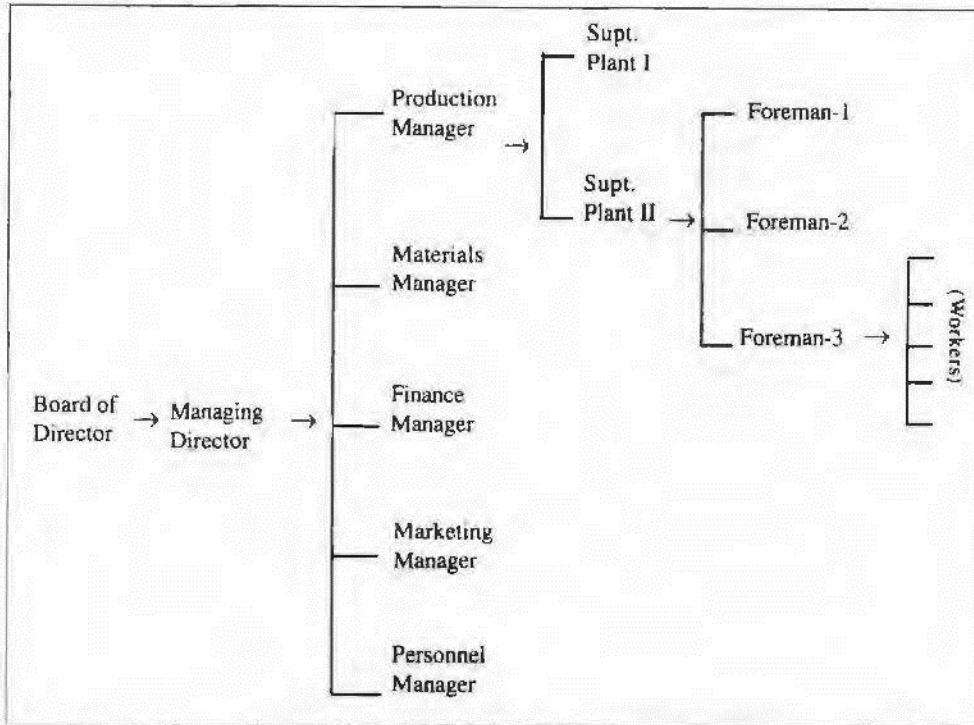 Board of
Director
Managing
Director
Production
Manager
Materials
Manager
Finance
Manager
Marketing
Manager
Personnel
Manager
Supt.
Plant I
Supt.
Plant II
Foreman-1
Foreman-2
Foreman-3
(Workers)